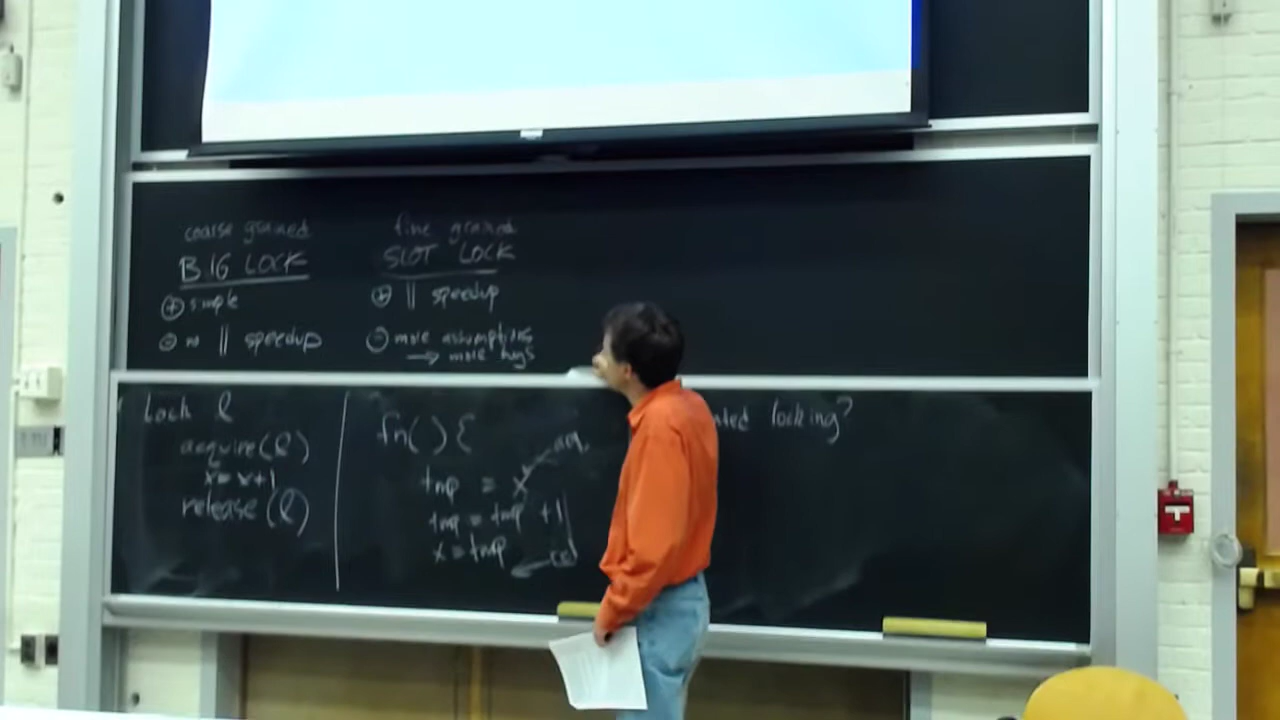 coarse grained
BIG LOCK
⊕ simple
⊖ no || speedup
fine grained
SLOT LOCK
⊕ || speedup
⊖ more assumptions
→ more bugs
Lock l
acquire(l)
x = x+1
release(l)
fn() {
tmp = x acq.
tmp = tmp + 1
x = tmp
locking?